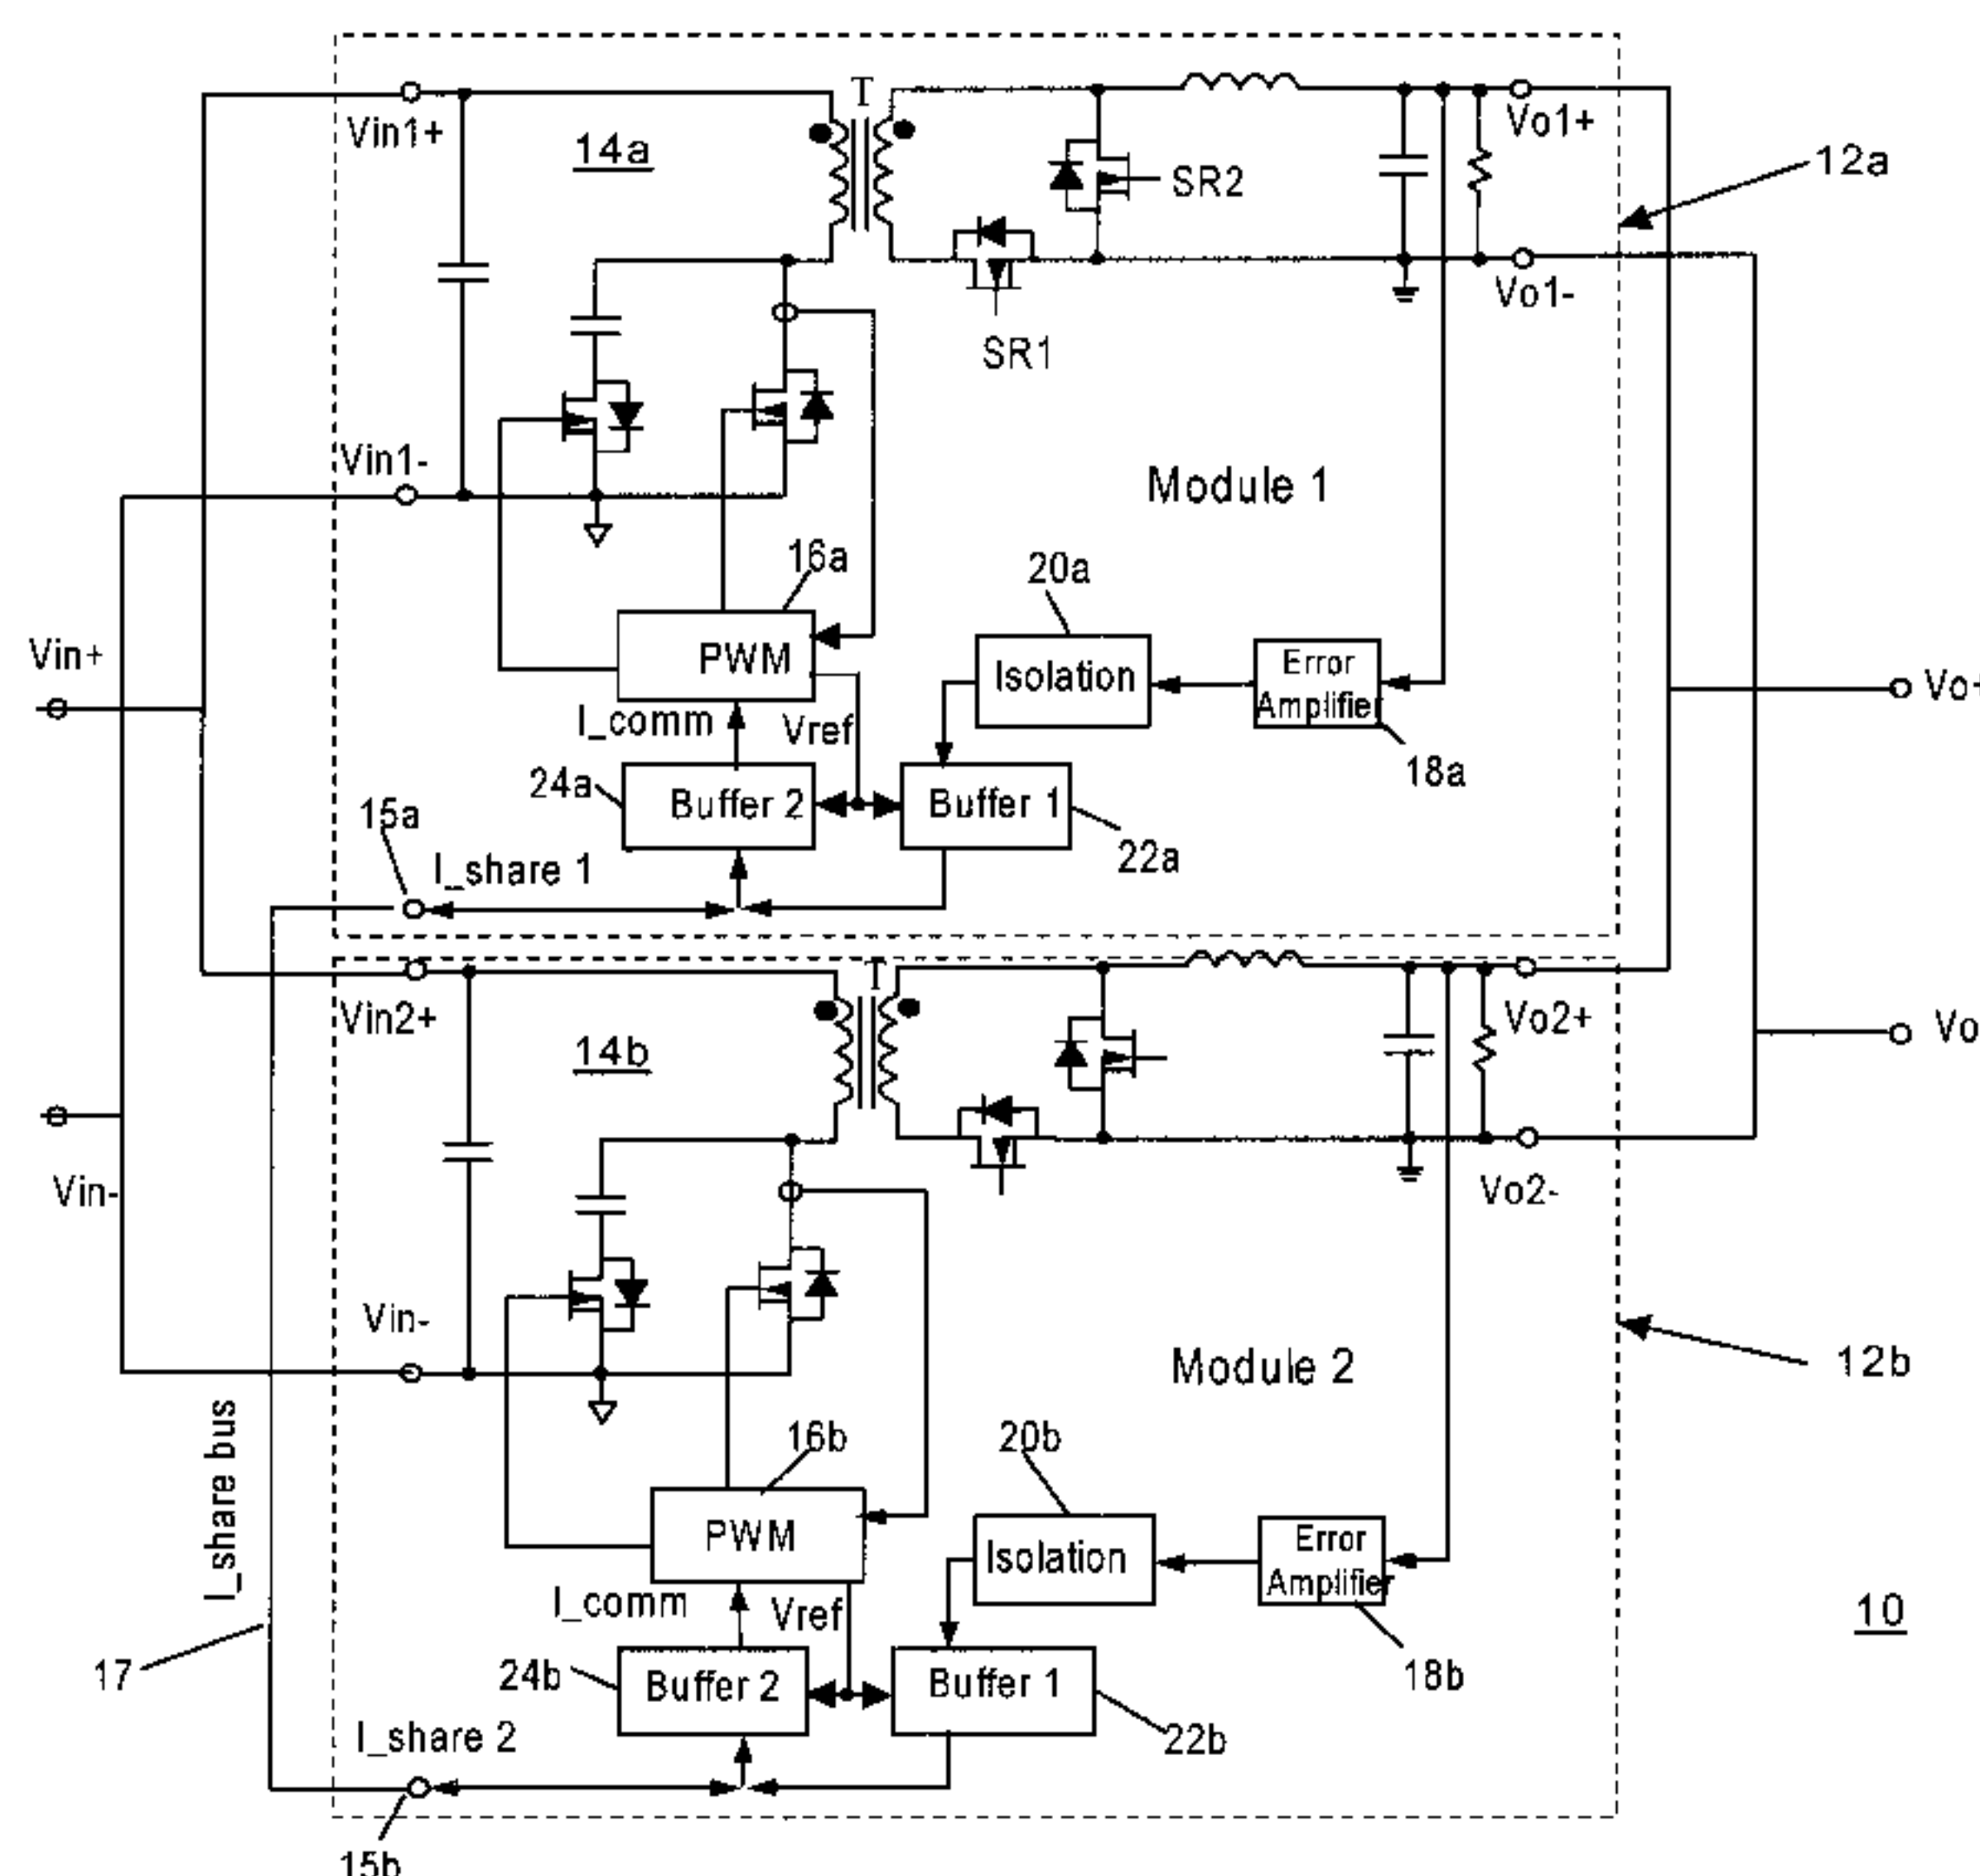 T
Vin1+
14a
Vo1+
12a
SR2
Vo1-
SR1
Vin1-
Module 1
16a
20a
Vin+
PWM
Isolation
Error
Amplifier
Vo+
I_comm
Vref
18a
24a
Buffer 2
Buffer 1
15a
22a
I_share 1
T
Vin2+
14b
Vo2+
Vo
Vin-
Vo2-
Vin-
Module 2
12b
I_share bus
16b
20b
PWM
Isolation
Error
Amplifier
I_comm
Vref
10
17
24b
Buffer 2
Buffer 1
18b
I_share 2
22b
15b